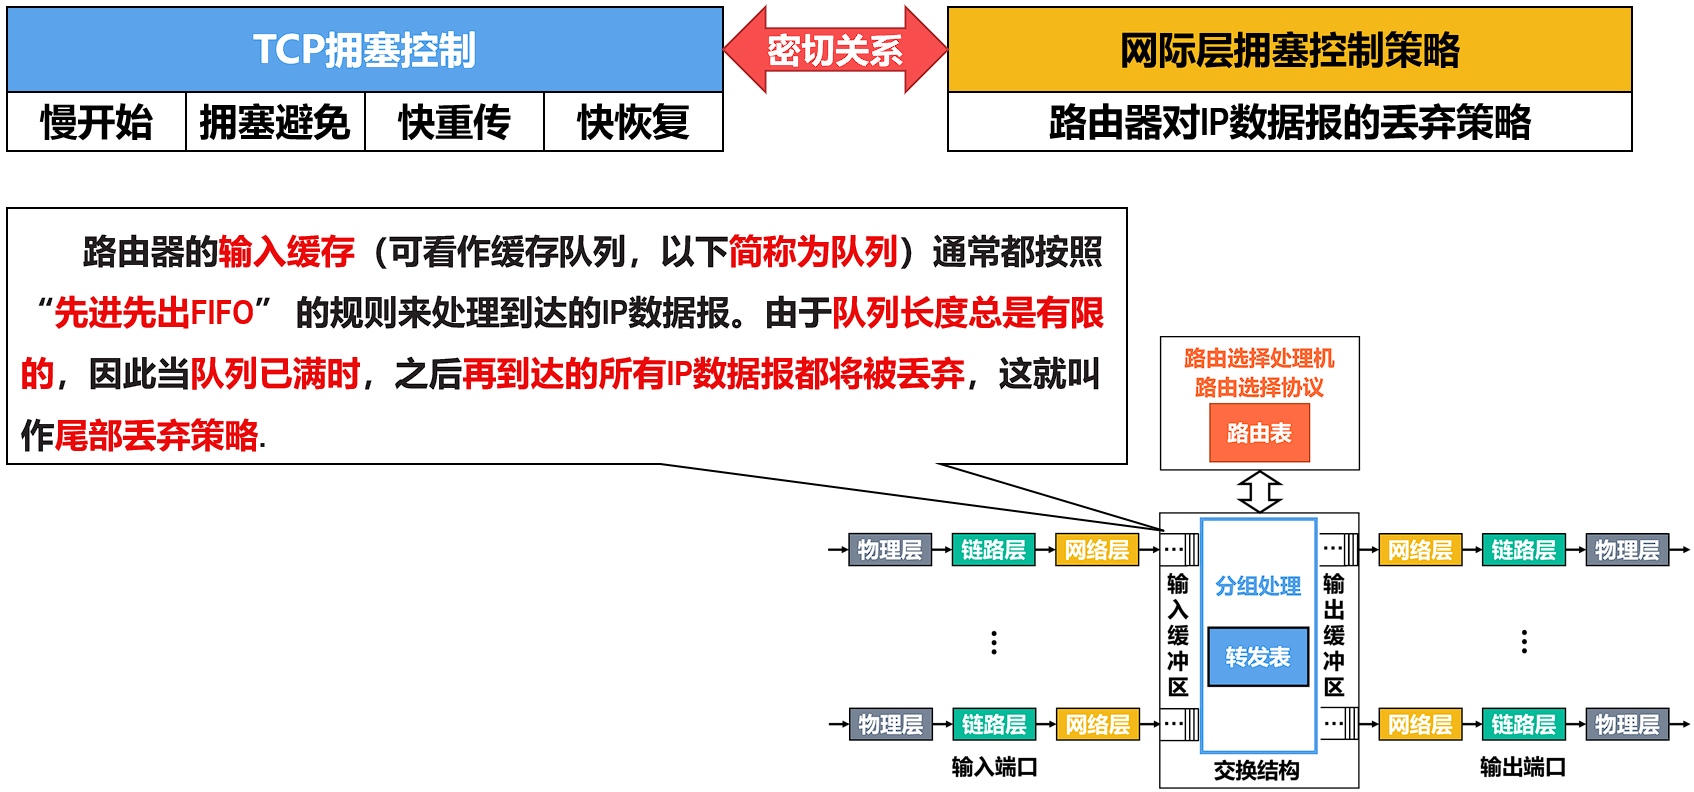 TCP拥塞控制
密切关系
网际层拥塞控制策略
慢开始
拥塞避免
快重传
快恢复
路由器对IP数据报的丢弃策略
路由器的输入缓存（可看作缓存队列，以下简称为队列）通常都按照
“先进先出FIFO” 的规则来处理到达的IP数据报。由于队列长度总是有限
的，因此当队列已满时，之后再到达的所有IP数据报都将被丢弃，这就叫
作尾部丢弃策略.
路由选择处理机
路由选择协议
路由表
物理层
链路层
网络层
…
…
网络层
链路层
物理层
输入缓冲区
分组处理
转发表
输出缓冲区
⋮
⋮
物理层
链路层
网络层
…
…
网络层
链路层
物理层
输入端口
交换结构
输出端口